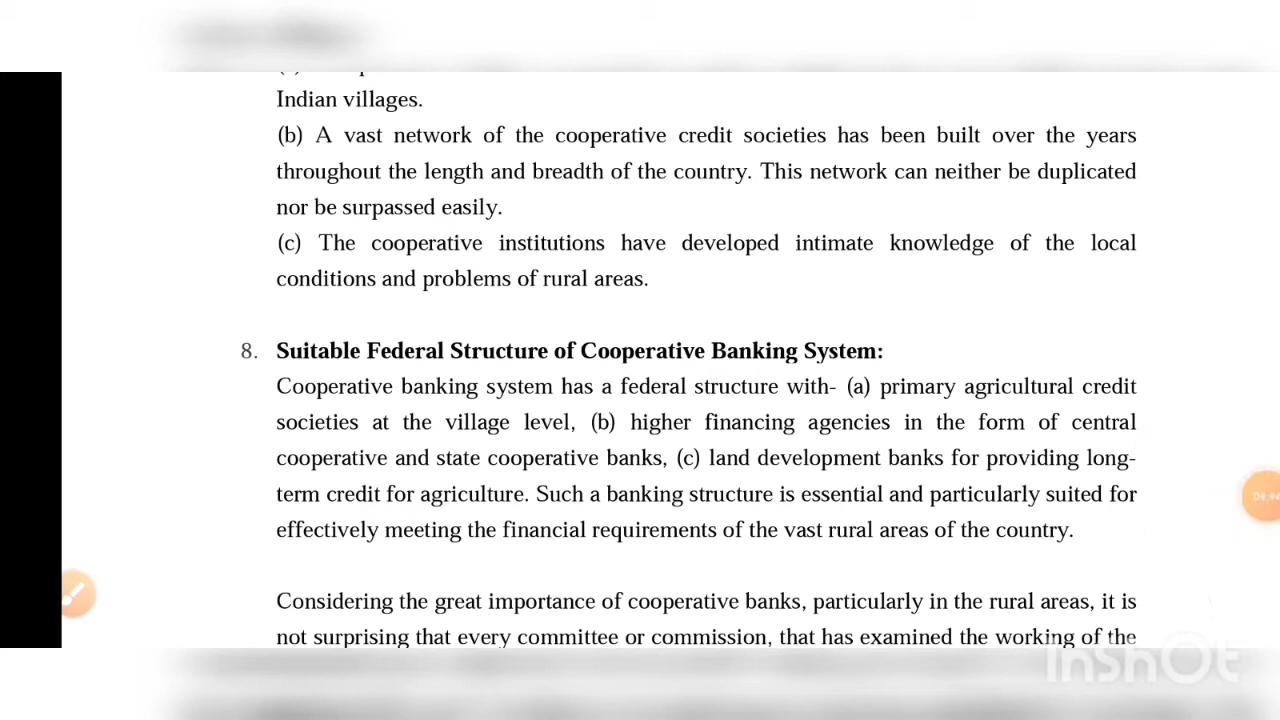 Indian villages.
(b) A vast network of the cooperative credit societies has been built over the years
throughout the length and breadth of the country. This network can neither be duplicated
nor be surpassed easily.
(c) The cooperative institutions have developed intimate knowledge of the local
conditions and problems of rural areas.
8. Suitable Federal Structure of Cooperative Banking System:
Cooperative banking system has a federal structure with- (a) primary agricultural credit
societies at the village level, (b) higher financing agencies in the form of central
cooperative and state cooperative banks, (c) land development banks for providing long-
term credit for agriculture. Such a banking structure is essential and particularly suited for
effectively meeting the financial requirements of the vast rural areas of the country.
Considering the great importance of cooperative banks, particularly in the rural areas, it is
not surprising that every committee or commission, that has examined the working of the
InShOt